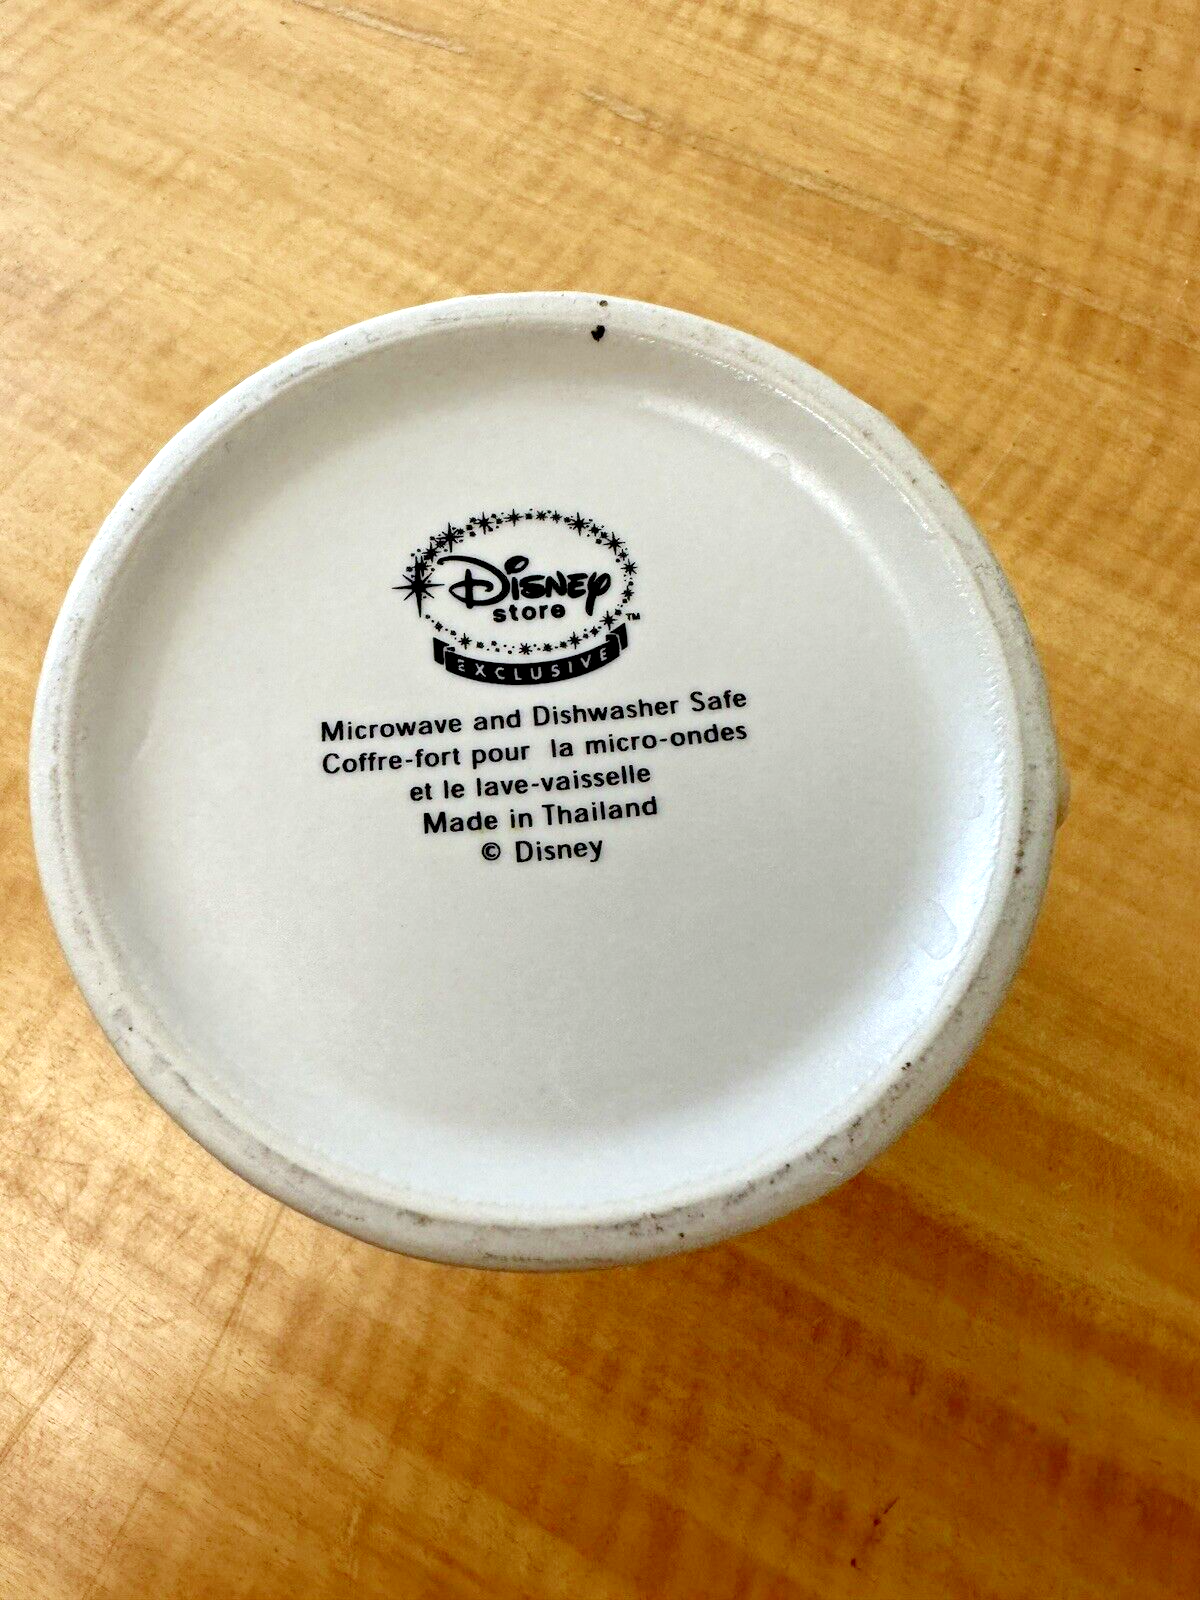 Disney
store
TM
EXCLUSIVE
Microwave and Dishwasher Safe
Coffre-fort pour la micro-ondes
et le lave-vaisselle
Made in Thailand
© Disney